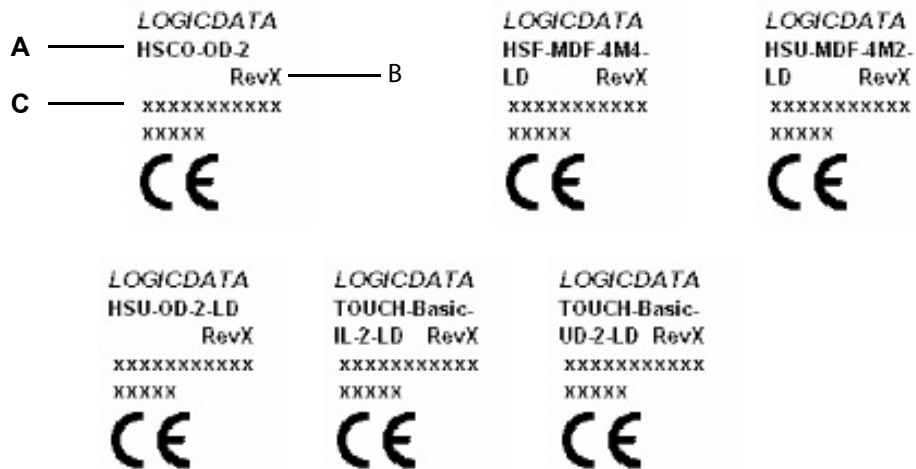 LOGICDATA
A HSCO-OD-2
RevX B
C xxxxxxxxxxx
xxxxx
CE
LOGICDATA
HSF-MDF-4M4-
LD RevX
xxxxxxxxxxx
xxxxx
CE
LOGICDATA
HSU-MDF-4M2-
LD RevX
xxxxxxxxxxx
xxxxx
CE
LOGICDATA
HSU-OD-2-LD
RevX
xxxxxxxxxxx
xxxxx
CE
LOGICDATA
TOUCH-Basic-
IL-2-LD RevX
xxxxxxxxxxx
xxxxx
CE
LOGICDATA
TOUCH-Basic-
UD-2-LD RevX
xxxxxxxxxxx
xxxxx
CE